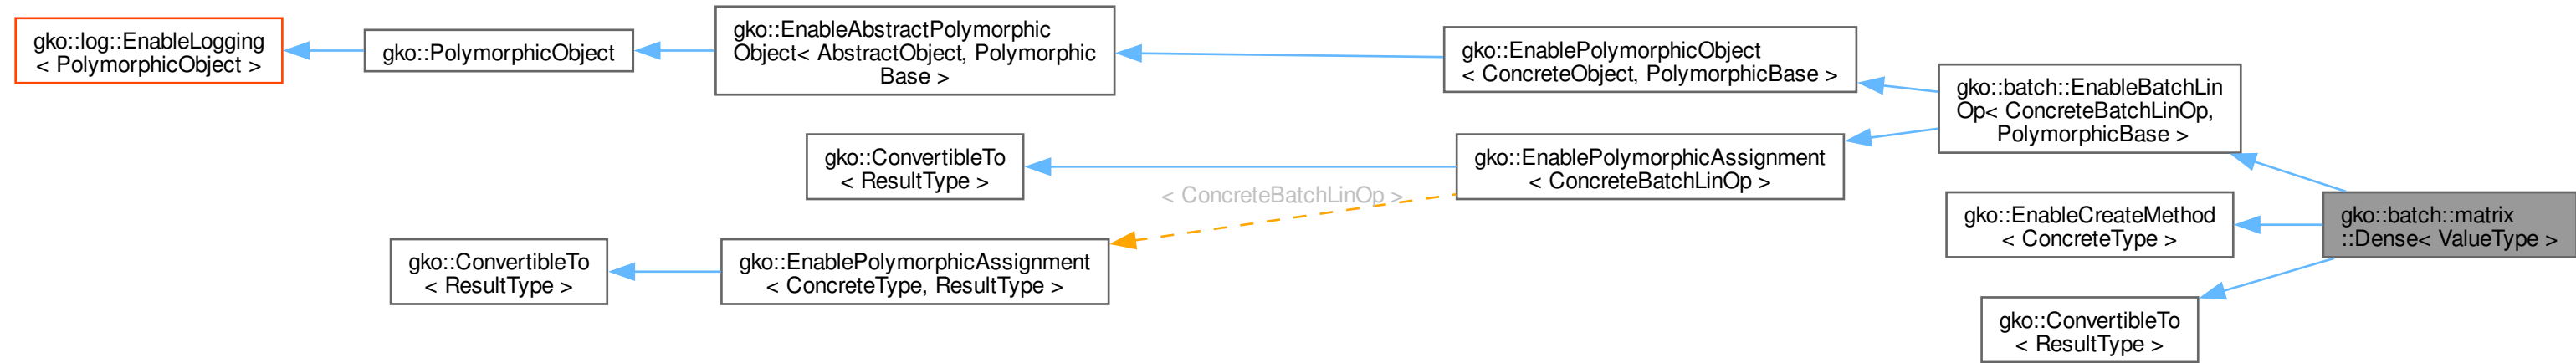 gko::log::EnableLogging
< PolymorphicObject >
gko::PolymorphicObject
gko::EnableAbstractPolymorphic
Object< AbstractObject, Polymorphic
Base >
gko::EnablePolymorphicObject
< ConcreteObject, PolymorphicBase >
gko::batch::EnableBatchLin
Op< ConcreteBatchLinOp,
PolymorphicBase >
gko::ConvertibleTo
< ResultType >
gko::EnablePolymorphicAssignment
< ConcreteBatchLinOp >
< ConcreteBatchLinOp >
gko::EnableCreateMethod
< ConcreteType >
gko::batch::matrix
::Dense< ValueType >
gko::ConvertibleTo
< ResultType >
gko::EnablePolymorphicAssignment
< ConcreteType, ResultType >
gko::ConvertibleTo
< ResultType >